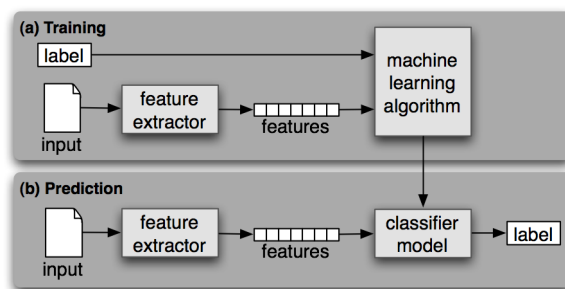 (a) Training
label
machine
learning
algorithm
feature
extractor
features
input
(b) Prediction
feature
extractor
features
classifier
model
label
input